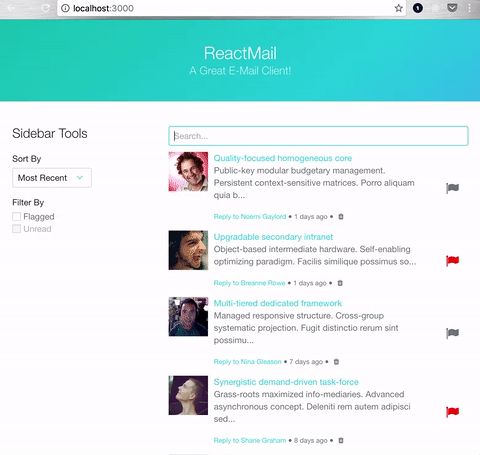 localhost:3000
ReactMail
A Great E-Mail Client!
Sidebar Tools
Sort By
Most Recent
Filter By
Flagged
Unread
Search...
Quality-focused homogeneous core
Public-key modular budgetary management.
Persistent context-sensitive matrices. Porro aliquam
quia b...
Reply to Noemi Gaylord • 1 days ago •
Upgradable secondary intranet
Object-based intermediate hardware. Self-enabling
optimizing paradigm. Facilis similique possimus so...
Reply to Breanne Rowe • 1 days ago •
Multi-tiered dedicated framework
Managed responsive structure. Cross-group
systematic projection. Fugit distinctio rerum sint
possimu...
Reply to Nina Gleason • 7 days ago •
Synergistic demand-driven task-force
Grass-roots maximized info-mediaries. Advanced
asynchronous concept. Deleniti rem autem adipisci
sed...
Reply to Shane Graham • 8 days ago •